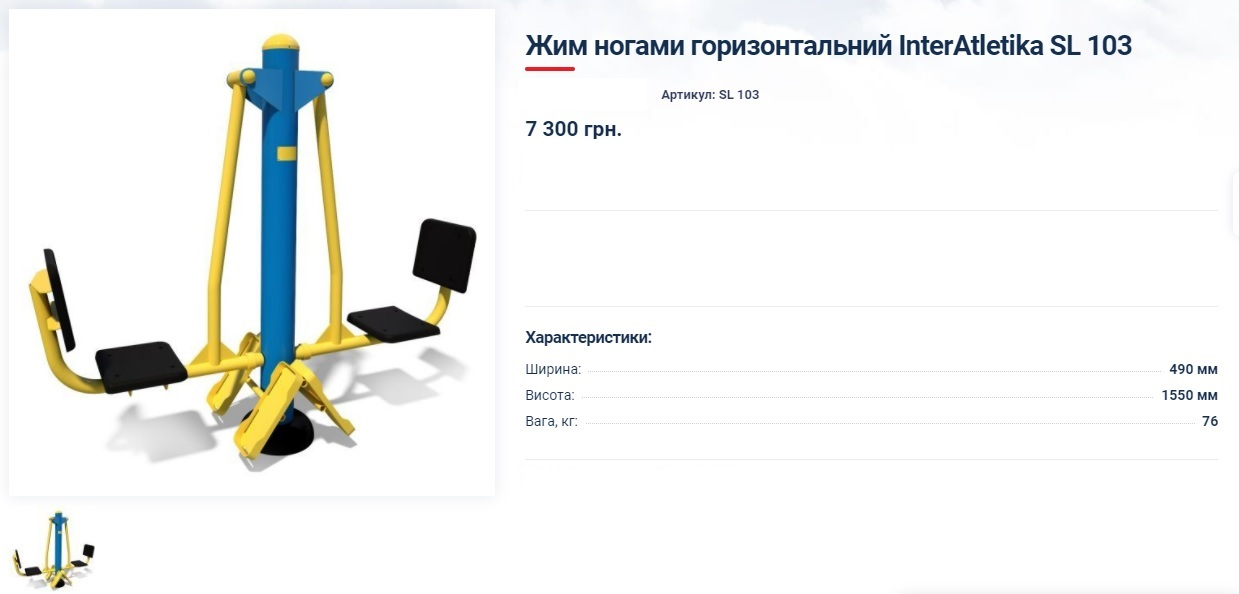 Жим ногами горизонтальний InterAtletika SL 103
Артикул: SL 103
7 300 грн.
Характеристики:
Ширина: 490 мм
Висота: 1550 мм
Вага, кг: 76